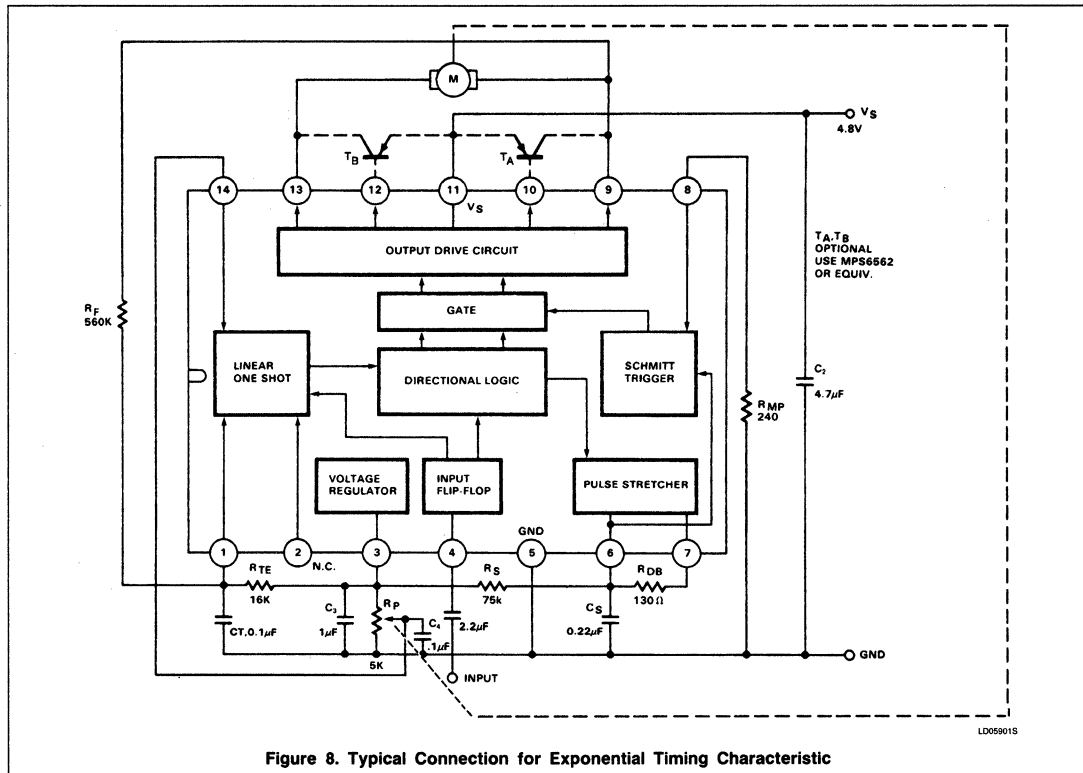 M
VS
4.8V
TB
TA
14
13
12
11
10
9
8
VS
OUTPUT DRIVE CIRCUIT
TA,TB
OPTIONAL
USE MPS6562
OR EQUIV.
GATE
RF
560K
LINEAR
ONE SHOT
DIRECTIONAL LOGIC
SCHMITT
TRIGGER
C2
4.7μF
RMP
240
VOLTAGE
REGULATOR
INPUT
FLIP-FLOP
PULSE STRETCHER
GND
1
2
3
4
5
6
7
N.C.
RTE
16K
RS
75k
RDB
130Ω
C3
1μF
RP
C4
.1μF
2.2μF
CS
0.22μF
CT,0.1μF
5K
INPUT
GND
LD05901S
Figure 8. Typical Connection for Exponential Timing Characteristic